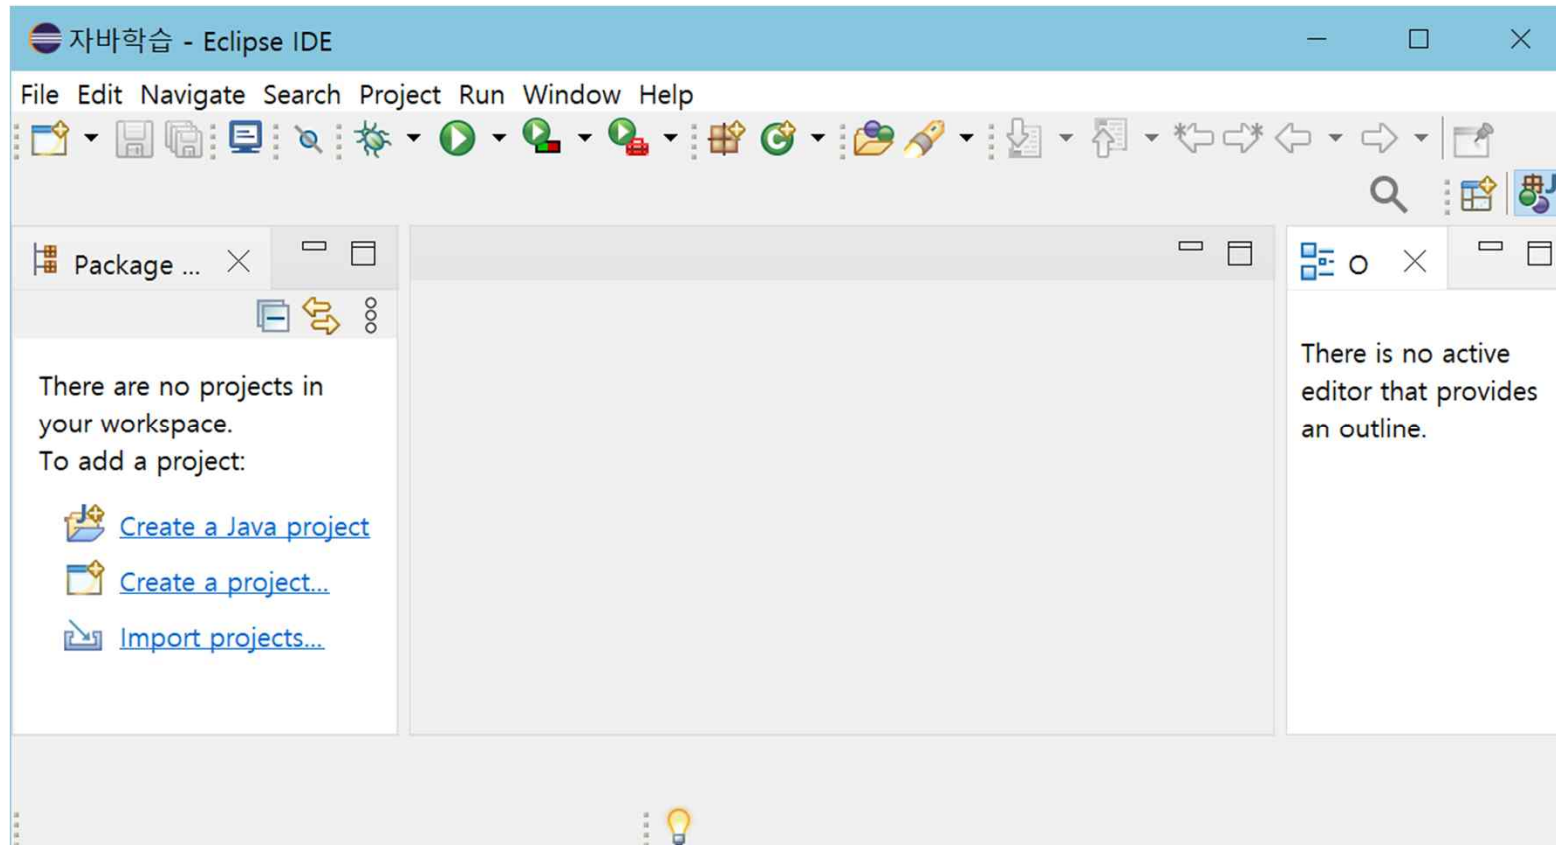 자바학습 - Eclipse IDE
File Edit Navigate Search Project Run Window Help
Package ...
There are no projects in
your workspace.
To add a project:
Create a Java project
Create a project...
Import projects...
O
There is no active
editor that provides
an outline.